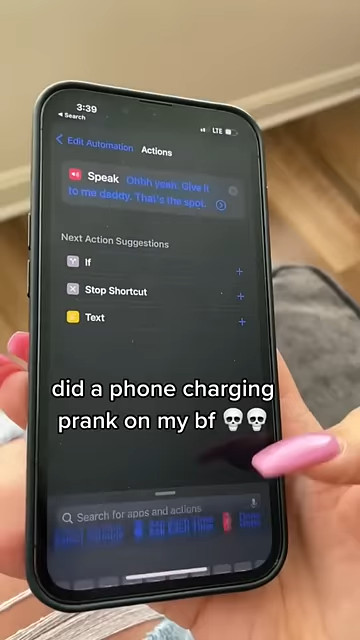 3:39
Search
LTE
Edit Automation
Actions
Speak Ohhh yeah. Give it
to me daddy. That's the spot.
Next Action Suggestions
If
Stop Shortcut
Text
did a phone charging
prank on my bf 💀💀
Search for apps and actions